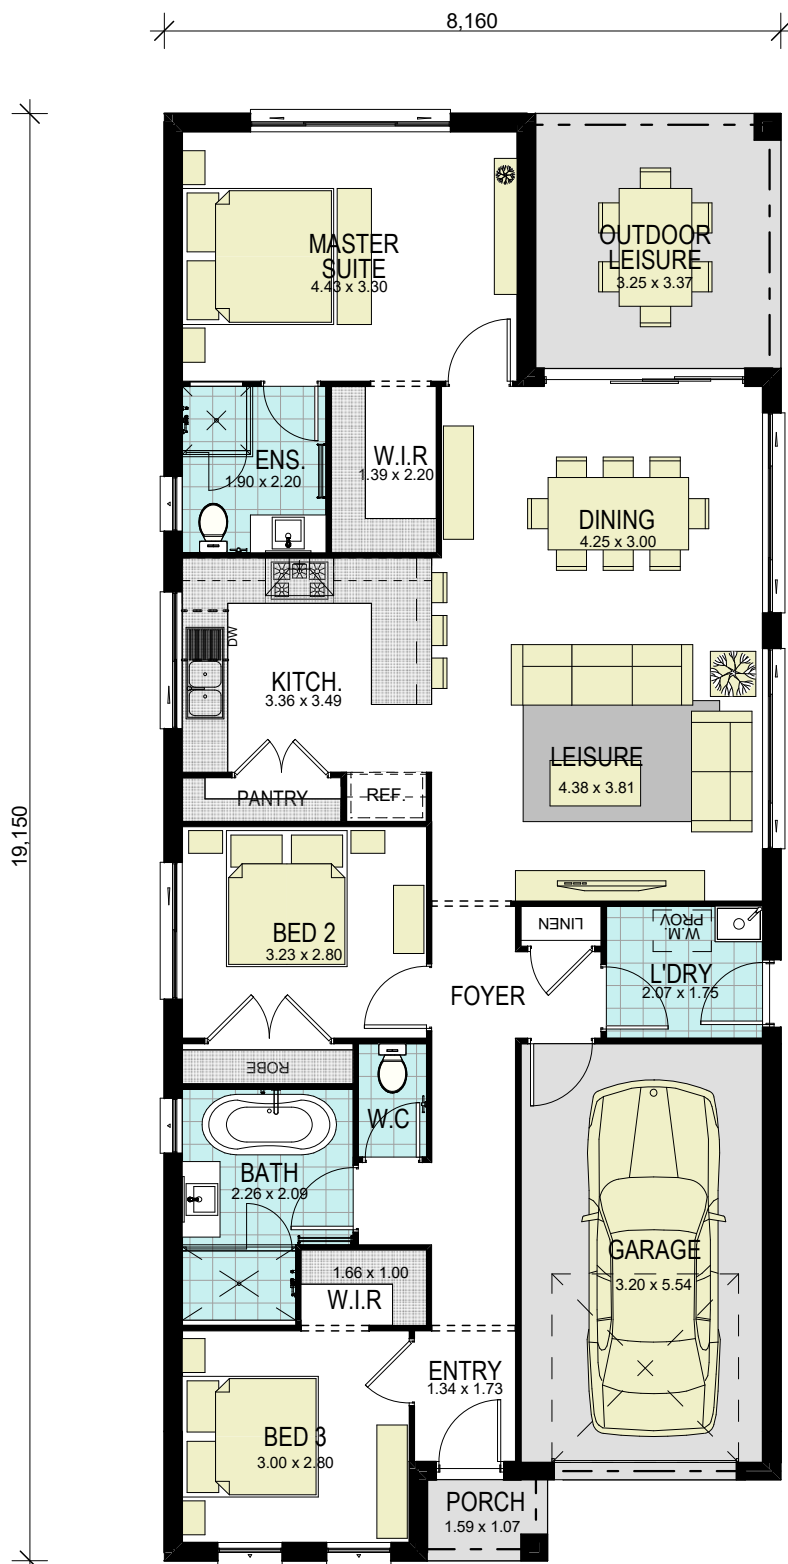 8,160
19,150
MASTER
SUITE
4.43 x 3.30
OUTDOOR
LEISURE
3.25 x 3.37
ENS.
1.90 x 2.20
W.I.R
1.39 x 2.20
DINING
4.25 x 3.00
DW
KITCH.
3.36 x 3.49
LEISURE
4.38 x 3.81
PANTRY
REF.
BED 2
3.23 x 2.80
LINEN
W.M.
PROV
L'DRY
2.07 x 1.75
FOYER
ROBE
W.C
BATH
2.26 x 2.09
GARAGE
3.20 x 5.54
1.66 x 1.00
W.I.R
ENTRY
1.34 x 1.73
BED 3
3.00 x 2.80
PORCH
1.59 x 1.07